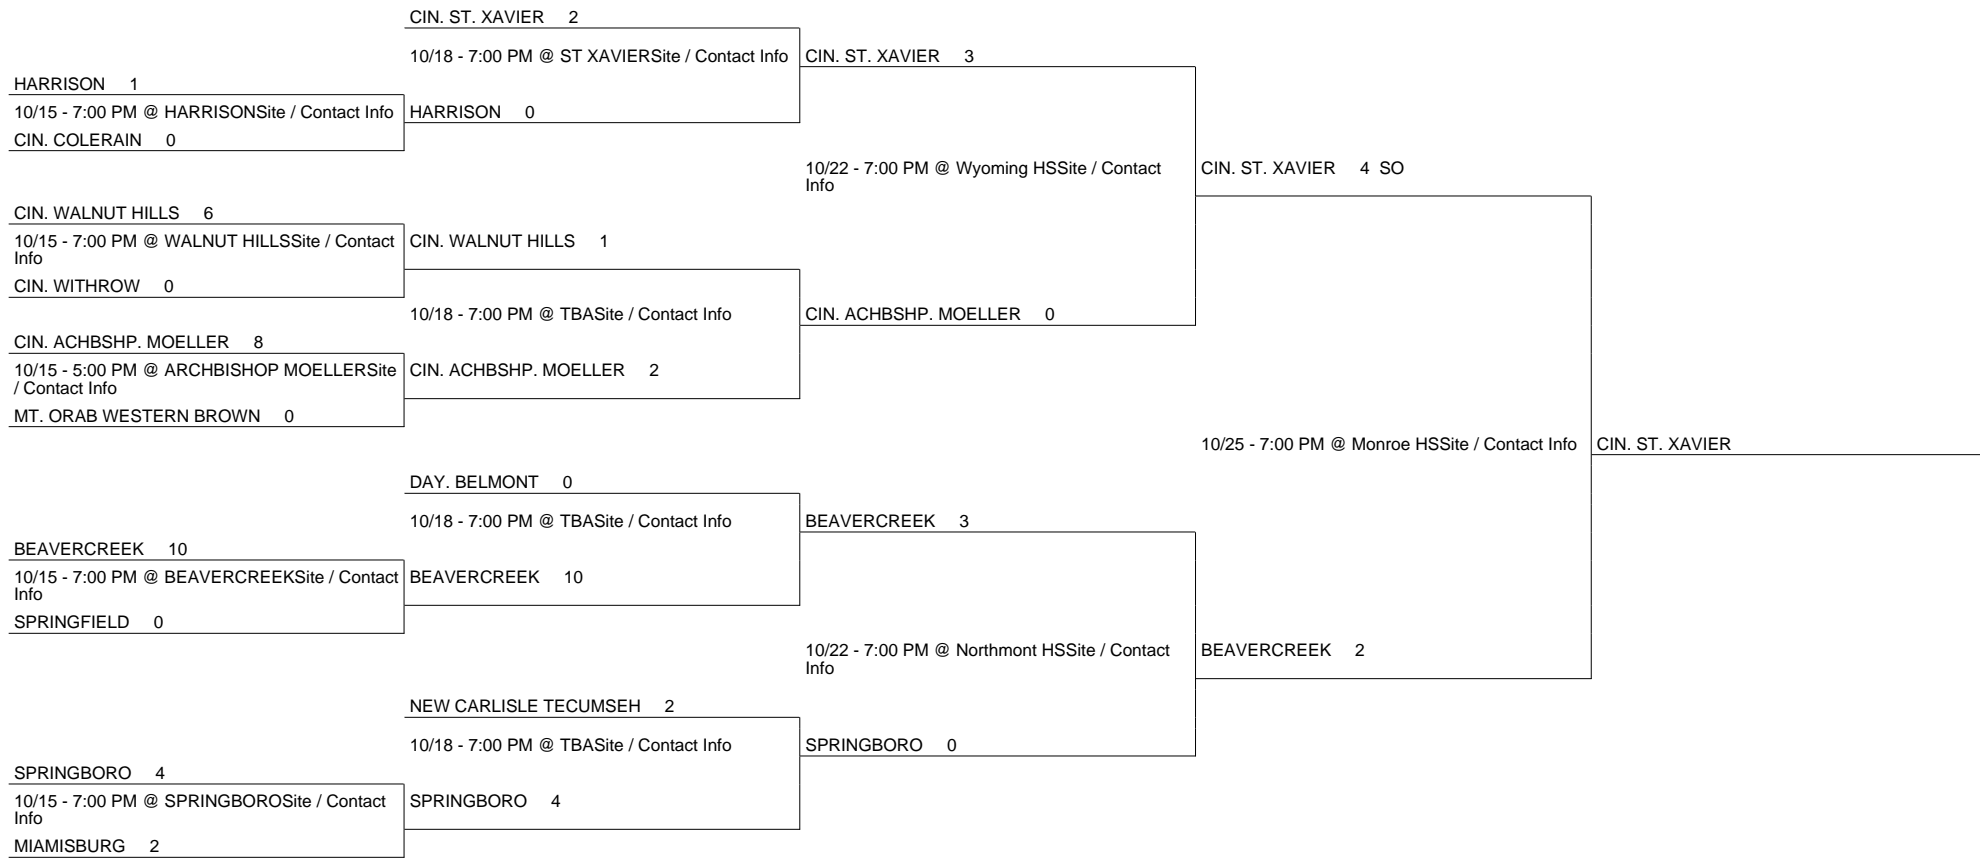 CIN. ST. XAVIER 2
10/18 - 7:00 PM @ ST XAVIERSite / Contact Info
CIN. ST. XAVIER 3
HARRISON 1
10/15 - 7:00 PM @ HARRISONSite / Contact Info
HARRISON 0
CIN. COLERAIN 0
10/22 - 7:00 PM @ Wyoming HSSite / Contact
Info
CIN. ST. XAVIER 4 SO
CIN. WALNUT HILLS 6
10/15 - 7:00 PM @ WALNUT HILLSSite / Contact
Info
CIN. WALNUT HILLS 1
CIN. WITHROW 0
10/18 - 7:00 PM @ TBASite / Contact Info
CIN. ACHBSHP. MOELLER 0
CIN. ACHBSHP. MOELLER 8
10/15 - 5:00 PM @ ARCHBISHOP MOELLERSite
/ Contact Info
CIN. ACHBSHP. MOELLER 2
MT. ORAB WESTERN BROWN 0
10/25 - 7:00 PM @ Monroe HSSite / Contact Info
CIN. ST. XAVIER
DAY. BELMONT 0
10/18 - 7:00 PM @ TBASite / Contact Info
BEAVERCREEK 3
BEAVERCREEK 10
10/15 - 7:00 PM @ BEAVERCREEKSite / Contact
Info
BEAVERCREEK 10
SPRINGFIELD 0
10/22 - 7:00 PM @ Northmont HSSite / Contact
Info
BEAVERCREEK 2
NEW CARLISLE TECUMSEH 2
10/18 - 7:00 PM @ TBASite / Contact Info
SPRINGBORO 0
SPRINGBORO 4
10/15 - 7:00 PM @ SPRINGBOROSite / Contact
Info
SPRINGBORO 4
MIAMISBURG 2